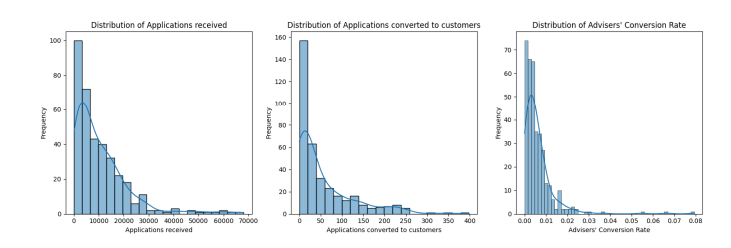 Distribution of Applications received
Frequency
100
80
60
40
20
0
0 10000 20000 30000 40000 50000 60000 70000
Applications received
Distribution of Applications converted to customers
Frequency
160
140
120
100
80
60
40
20
0
0 50 100 150 200 250 300 350 400
Applications converted to customers
Distribution of Advisers' Conversion Rate
Frequency
70
60
50
40
30
20
10
0
0.00 0.01 0.02 0.03 0.04 0.05 0.06 0.07 0.08
Advisers' Conversion Rate